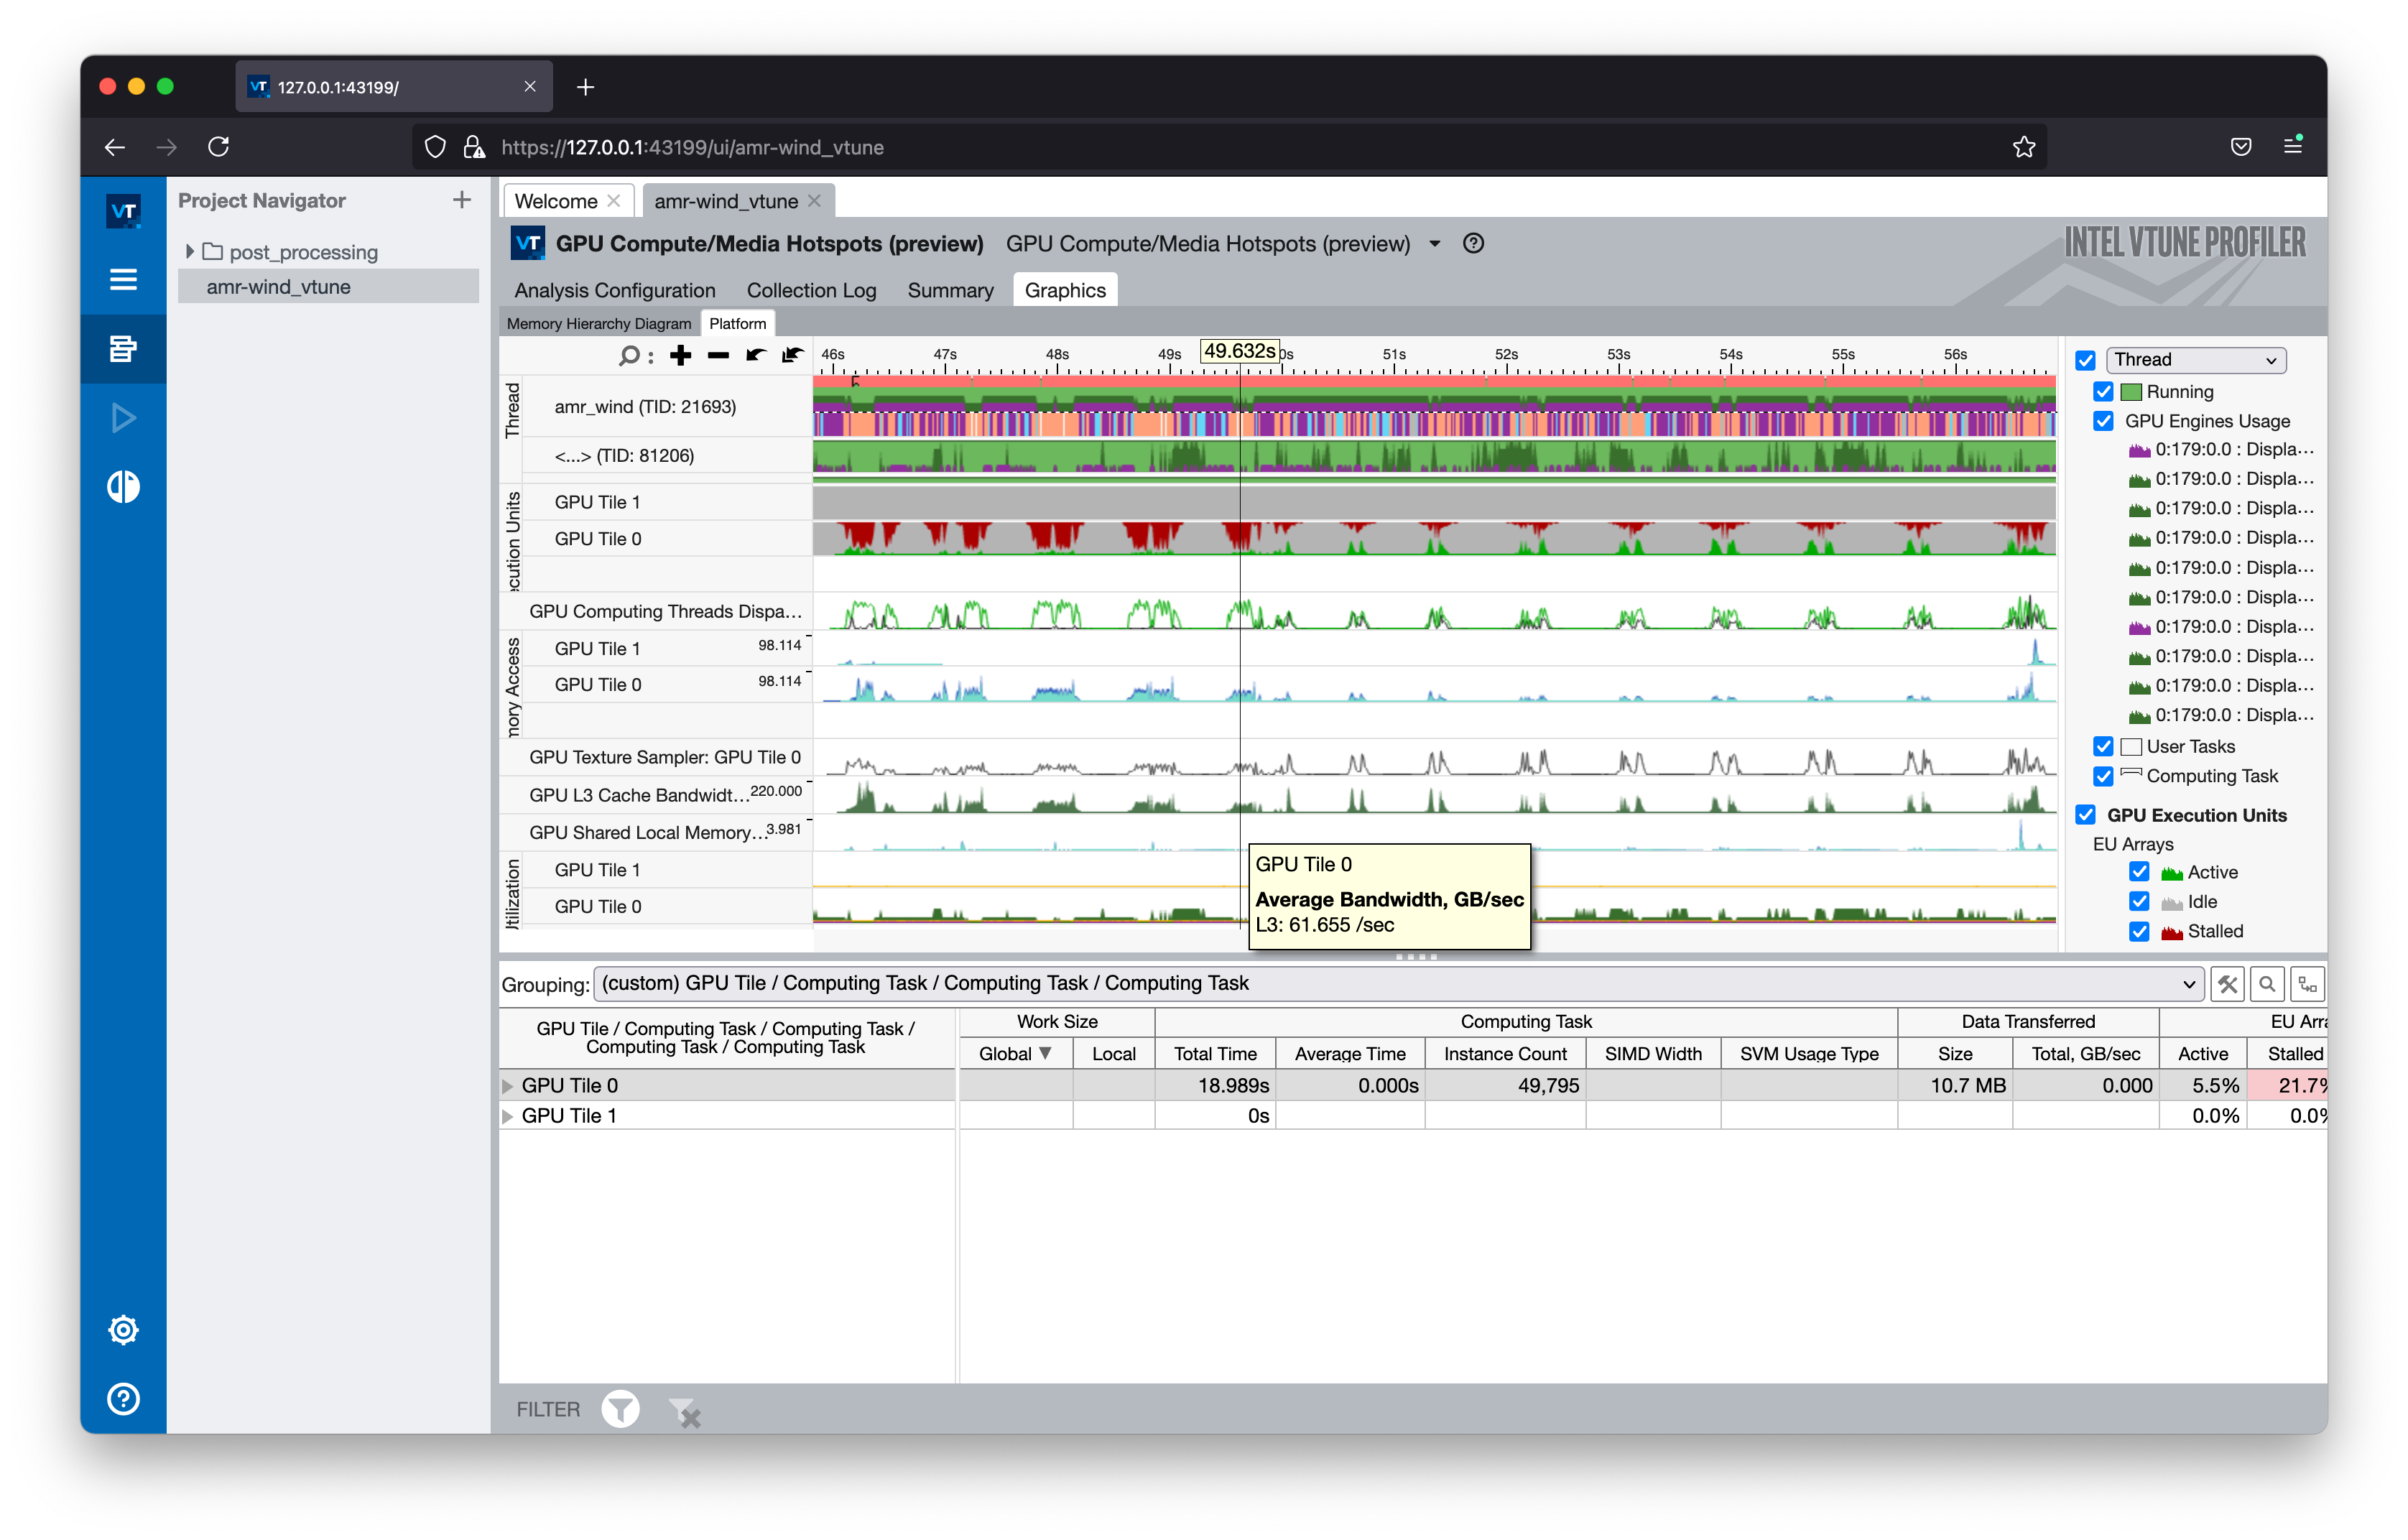 VT 127.0.0.1:43199/
https://127.0.0.1:43199/ui/amr-wind_vtune
VT
Project Navigator
post_processing
amr-wind_vtune
Welcome
amr-wind_vtune
VT GPU Compute/Media Hotspots (preview) GPU Compute/Media Hotspots (preview)
INTEL VTUNE PROFILER
Analysis Configuration Collection Log Summary Graphics
Memory Hierarchy Diagram Platform
46s 47s 48s 49s 49.632s 0s 51s 52s 53s 54s 55s 56s
Thread
amr_wind (TID: 21693)
<...> (TID: 81206)
cution Units
GPU Tile 1
GPU Tile 0
GPU Computing Threads Dispa...
mory Access
GPU Tile 1 98.114
GPU Tile 0 98.114
GPU Texture Sampler: GPU Tile 0
GPU L3 Cache Bandwidt... 220.000
GPU Shared Local Memory... 3.981
tilization
GPU Tile 1
GPU Tile 0
GPU Tile 0
Average Bandwidth, GB/sec
L3: 61.655 /sec
Thread
Running
GPU Engines Usage
0:179:0.0 : Displa...
0:179:0.0 : Displa...
0:179:0.0 : Displa...
0:179:0.0 : Displa...
0:179:0.0 : Displa...
0:179:0.0 : Displa...
0:179:0.0 : Displa...
0:179:0.0 : Displa...
0:179:0.0 : Displa...
0:179:0.0 : Displa...
User Tasks
Computing Task
GPU Execution Units
EU Arrays
Active
Idle
Stalled
Grouping: (custom) GPU Tile / Computing Task / Computing Task / Computing Task
GPU Tile / Computing Task / Computing Task /
Computing Task / Computing Task
Work Size Computing Task Data Transferred EU Arra
Global Local Total Time Average Time Instance Count SIMD Width SVM Usage Type Size Total, GB/sec Active Stalled
GPU Tile 0 18.989s 0.000s 49,795 10.7 MB 0.000 5.5% 21.7%
GPU Tile 1 0s 0.0% 0.0%
FILTER